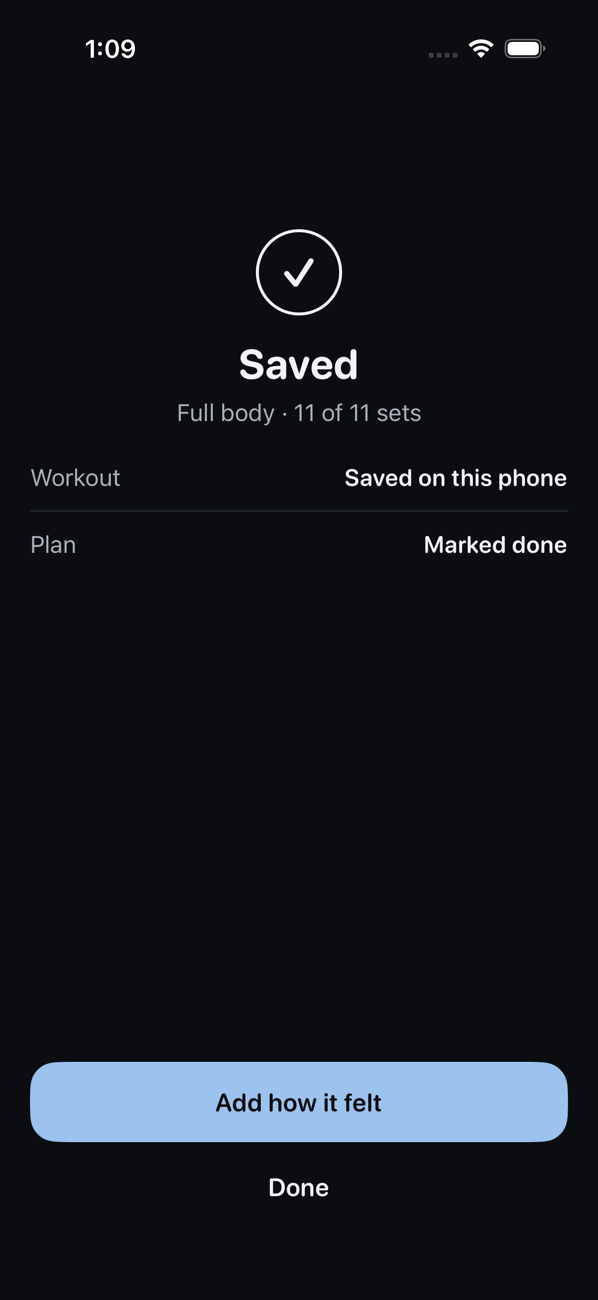 1:09
Saved
Full body · 11 of 11 sets
Workout Saved on this phone
Plan Marked done
Add how it felt
Done